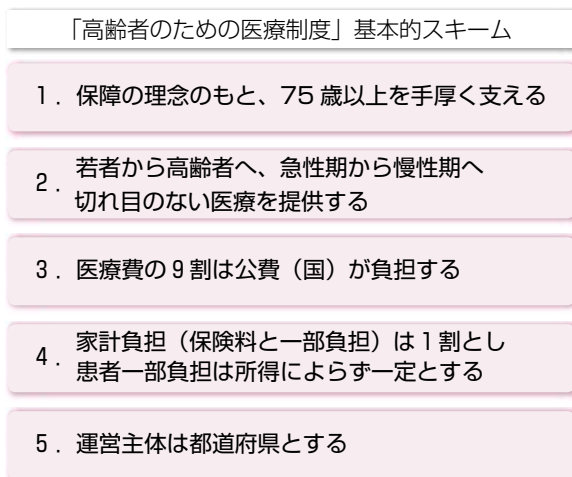 「高齢者のための医療制度」基本的スキーム
1．保障の理念のもと、75歳以上を手厚く支える
2．若者から高齢者へ、急性期から慢性期へ
切れ目のない医療を提供する
3．医療費の9割は公費（国）が負担する
4．家計負担（保険料と一部負担）は1割とし
患者一部負担は所得によらず一定とする
5．運営主体は都道府県とする